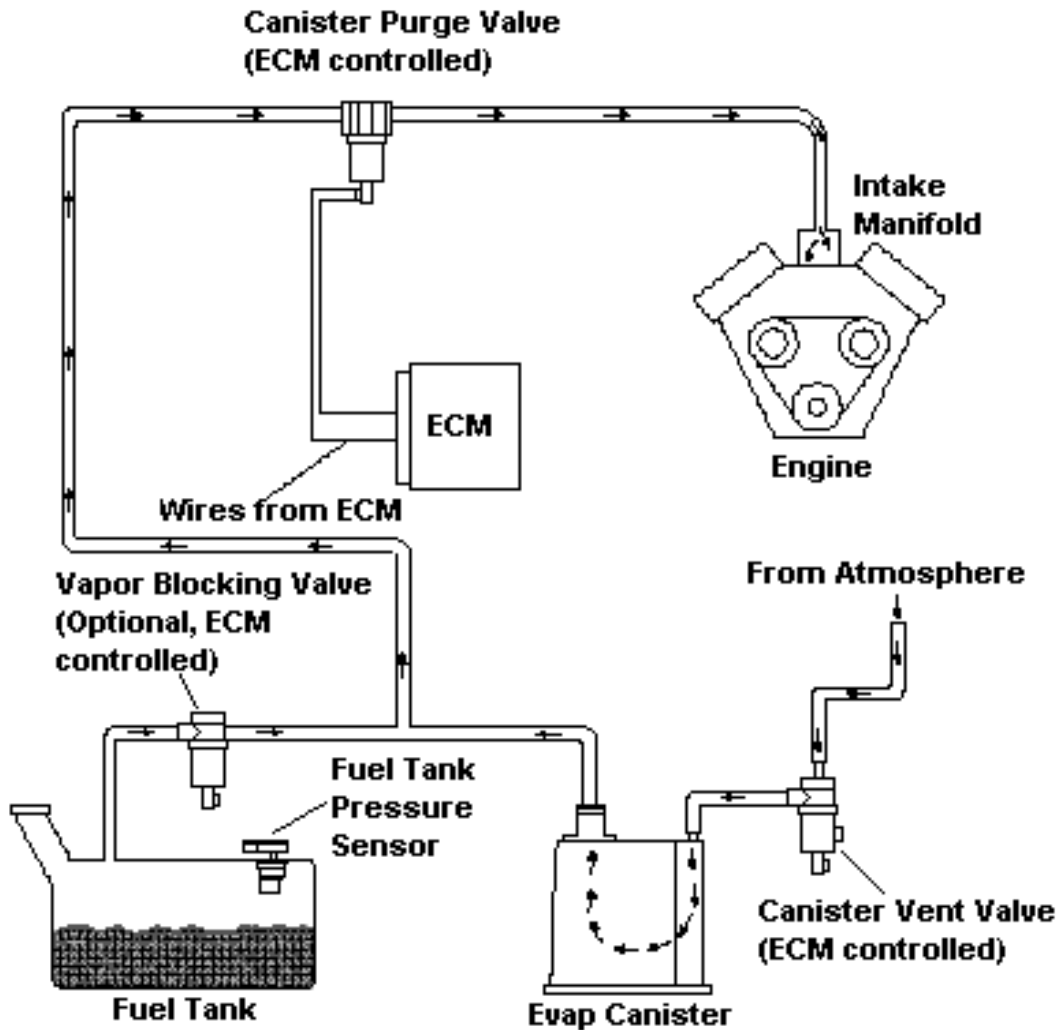 Canister Purge Valve
(ECM controlled)
Intake
Manifold
ECM
Engine
Wires from ECM
Vapor Blocking Valve
(Optional, ECM
controlled)
From Atmosphere
Fuel Tank
Pressure
Sensor
Canister Vent Valve
(ECM controlled)
Fuel Tank
Evap Canister